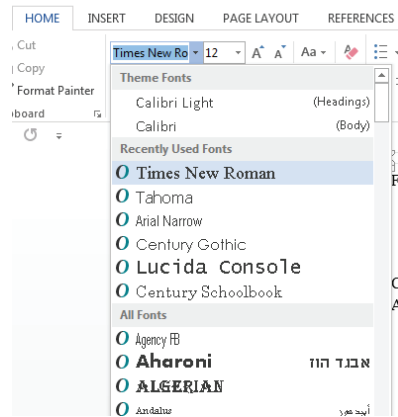 HOME INSERT DESIGN PAGE LAYOUT REFERENCES
Cut
Copy
Format Painter
board
Times New Ro 12 A A Aa
Theme Fonts
Calibri Light (Headings)
Calibri (Body)
Recently Used Fonts
O Times New Roman
O Tahoma
O Arial Narrow
O Century Gothic
O Lucida Console
O Century Schoolbook
All Fonts
O Agency FB
O Aharoni אבגד הוז
O ALGERIAN
O Andalus أبجد هوز